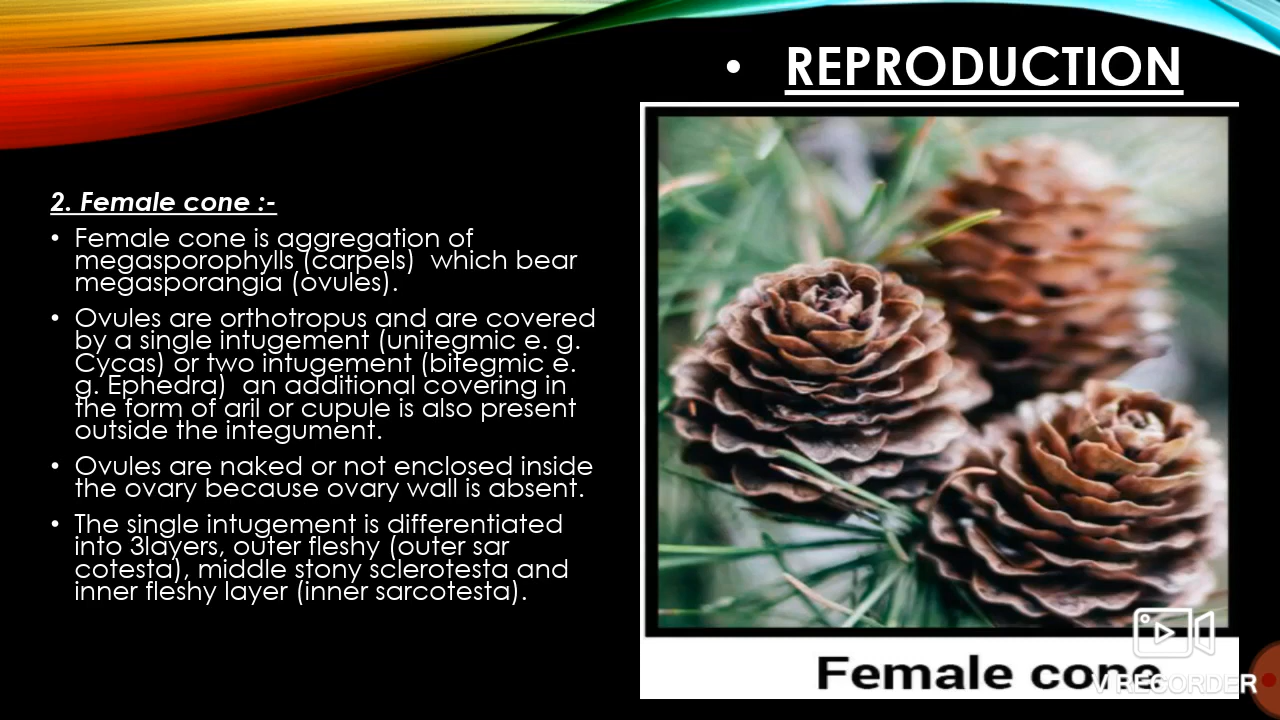 • REPRODUCTION
2. Female cone :-
• Female cone is aggregation of
megasporophylls (carpels) which bear
megasporangia (ovules).
• Ovules are orthotropus and are covered
by a single intugement (unitegmic e. g.
Cycas) or two intugement (bitegmic e.
g. Ephedra) an additional covering in
the form of aril or cupule is also present
outside the integument.
• Ovules are naked or not enclosed inside
the ovary because ovary wall is absent.
• The single intugement is differentiated
into 3layers, outer fleshy (outer sar
cotesta), middle stony sclerotesta and
inner fleshy layer (inner sarcotesta).
Female cone
V RECORDER